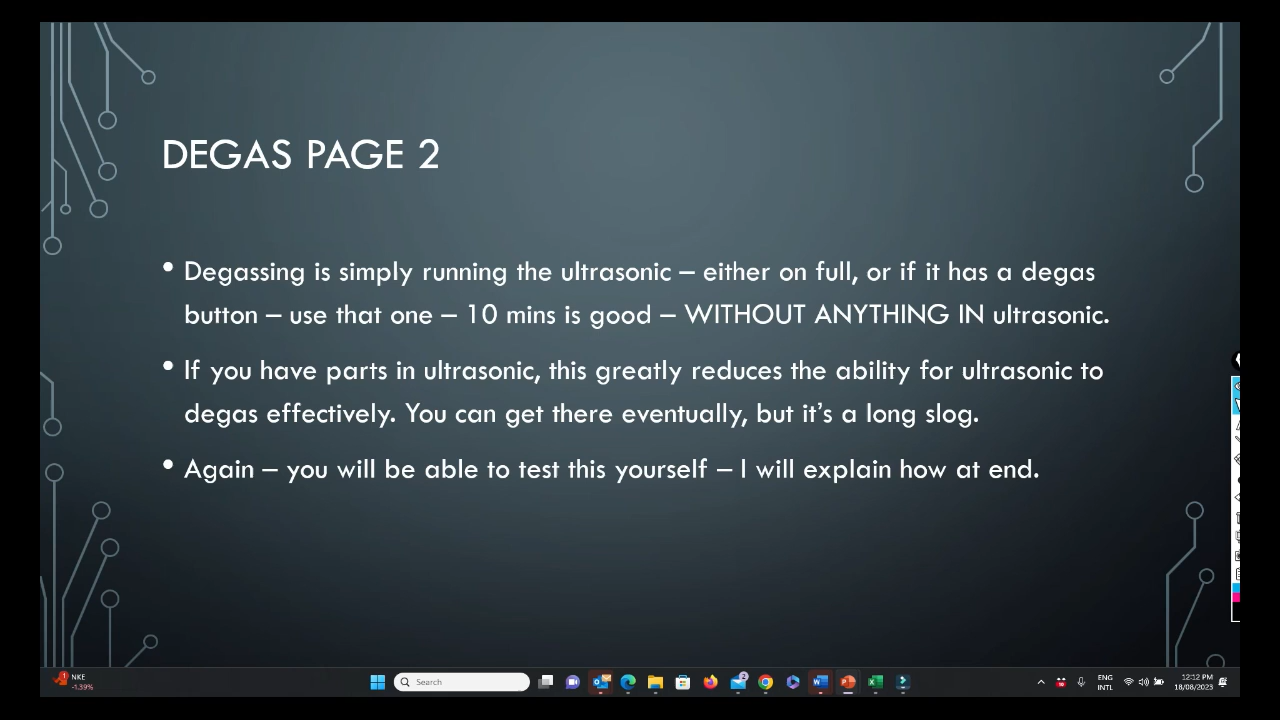 DEGAS PAGE 2
• Degassing is simply running the ultrasonic – either on full, or if it has a degas
button – use that one – 10 mins is good – WITHOUT ANYTHING IN ultrasonic.
• If you have parts in ultrasonic, this greatly reduces the ability for ultrasonic to
degas effectively. You can get there eventually, but it's a long slog.
• Again – you will be able to test this yourself – I will explain how at end.
1
NKE
-1.39%
Search
2
ENG
INTL
12:12 PM
18/08/2023